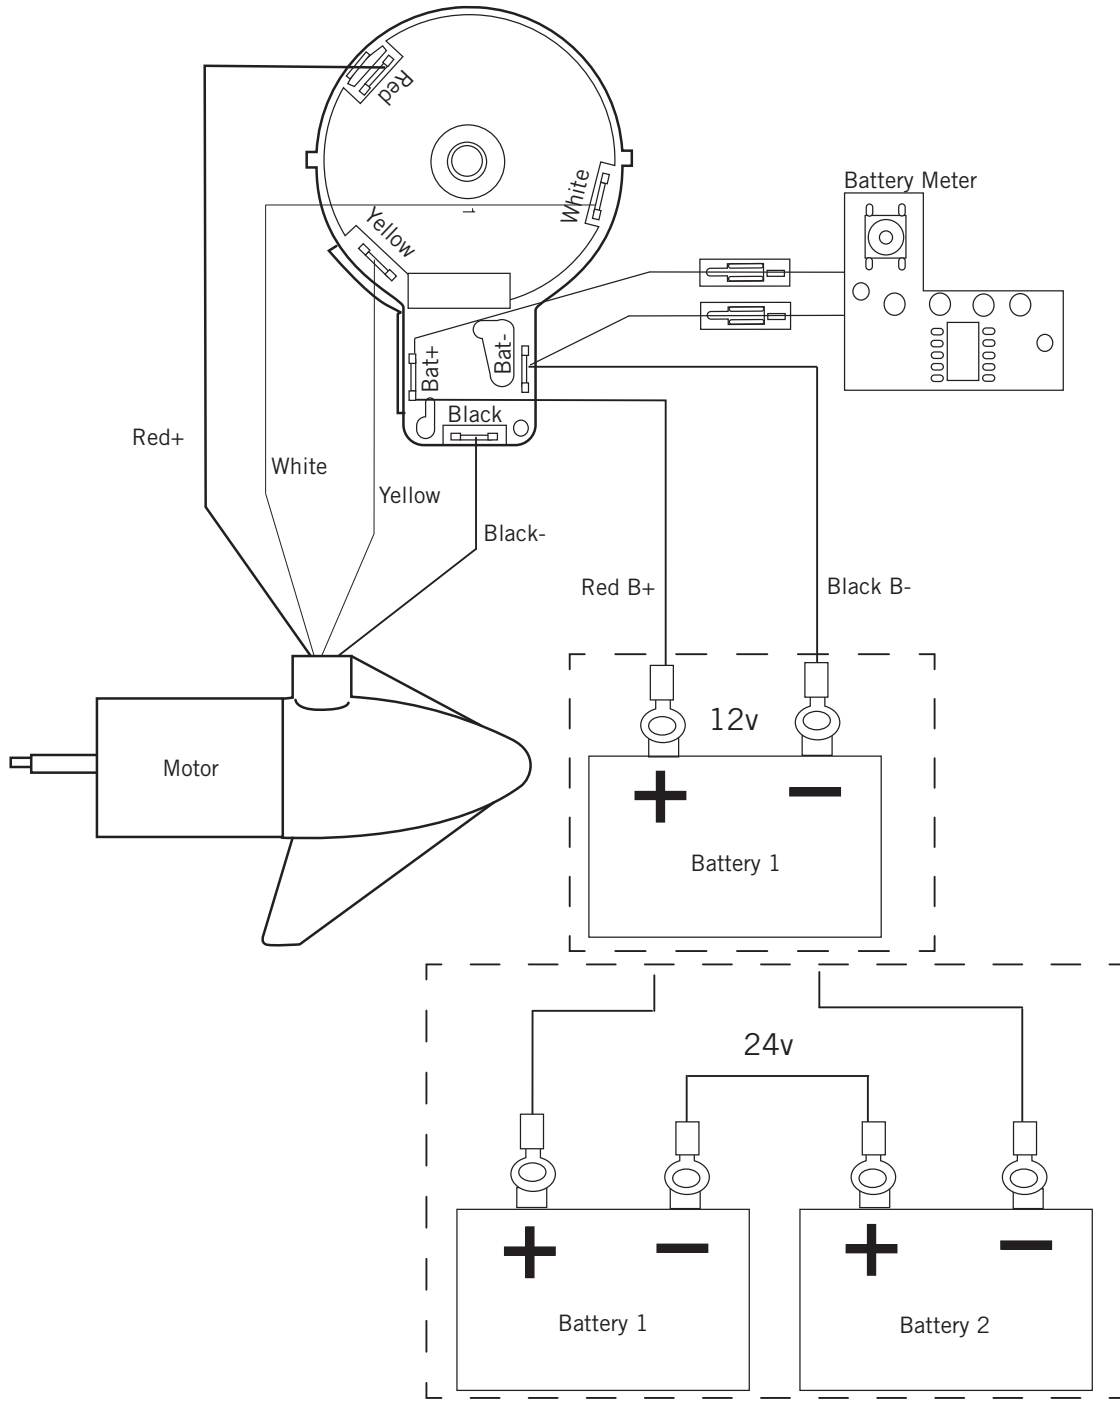 Red
White
Yellow
1
Battery Meter
Bat+
Bat-
Black
Red+
White
Yellow
Black-
Red B+
Black B-
12v
Motor
+
−
Battery 1
24v
+
−
+
−
Battery 1
Battery 2